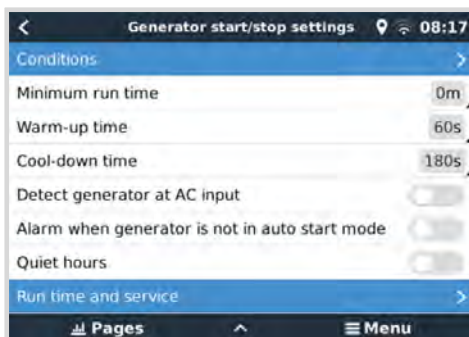 Generator start/stop settings 08:17
Conditions
Minimum run time 0m
Warm-up time 60s
Cool-down time 180s
Detect generator at AC input
Alarm when generator is not in auto start mode
Quiet hours
Run time and service
Pages Menu